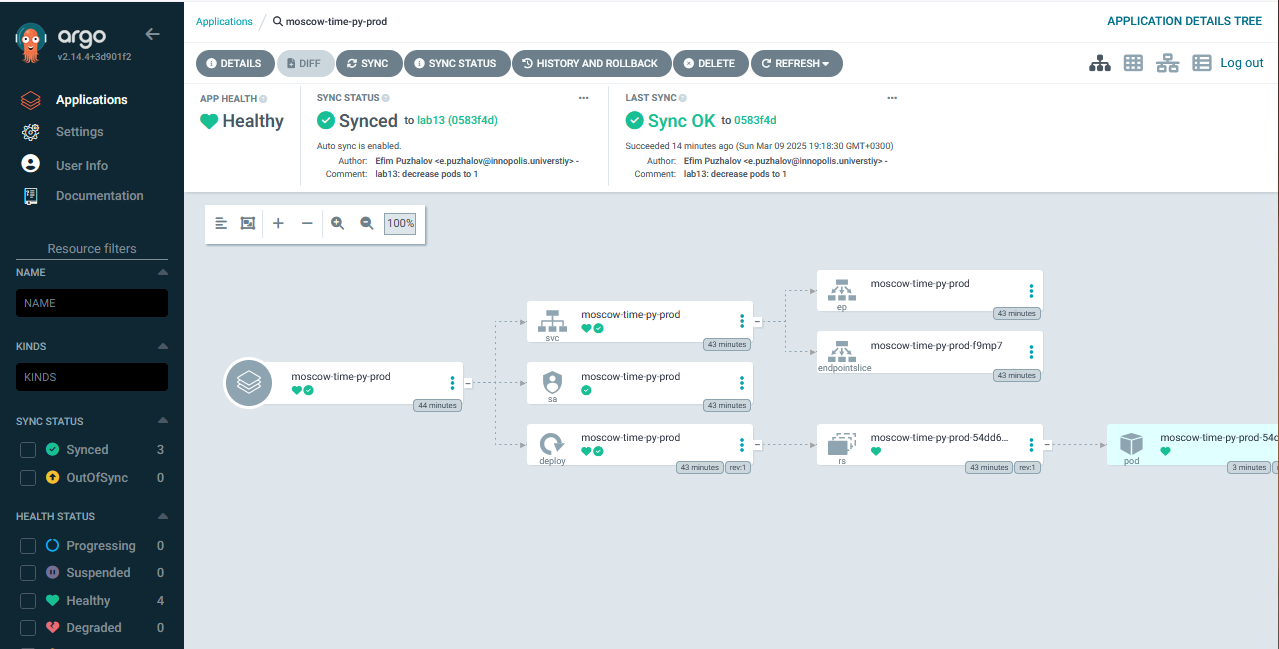 argo
v2.14.4+3d901f2
Applications
Settings
User Info
Documentation
Resource filters
NAME
NAME
KINDS
KINDS
SYNC STATUS
Synced 3
OutOfSync 0
HEALTH STATUS
Progressing 0
Suspended 0
Healthy 4
Degraded 0
Applications / moscow-time-py-prod
APPLICATION DETAILS TREE
DETAILS DIFF SYNC SYNC STATUS HISTORY AND ROLLBACK DELETE REFRESH
Log out
APP HEALTH
Healthy
SYNC STATUS
Synced to lab13 (0583f4d)
Auto sync is enabled.
Author: Efim Puzhalov <e.puzhalov@innopolis.universtiy> -
Comment: lab13: decrease pods to 1
LAST SYNC
Sync OK to 0583f4d
Succeeded 14 minutes ago (Sun Mar 09 2025 19:18:30 GMT+0300)
Author: Efim Puzhalov <e.puzhalov@innopolis.universtiy> -
Comment: lab13: decrease pods to 1
100%
moscow-time-py-prod
44 minutes
svc
moscow-time-py-prod
43 minutes
sa
moscow-time-py-prod
43 minutes
deploy
moscow-time-py-prod
43 minutes rev:1
ep
moscow-time-py-prod
43 minutes
endpointslice
moscow-time-py-prod-f9mp7
43 minutes
rs
moscow-time-py-prod-54dd6...
43 minutes rev:1
pod
moscow-time-py-prod-54d
3 minutes